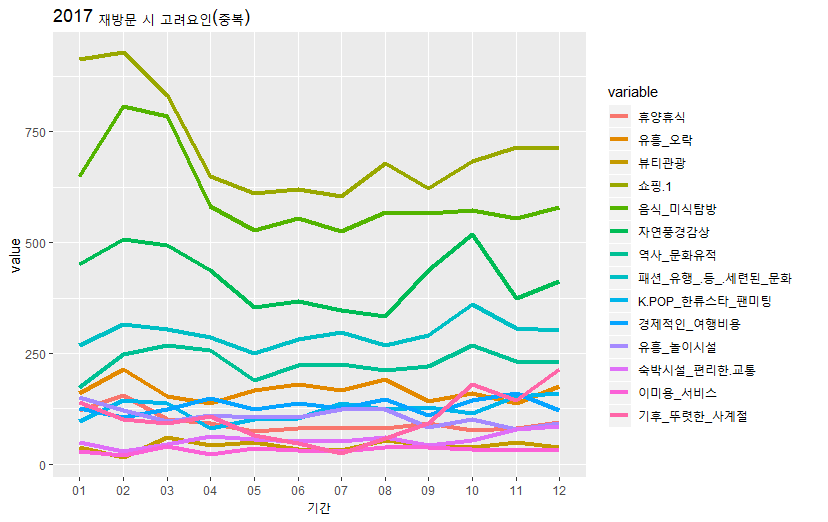 2017 재방문 시 고려요인(중복)
value
750
500
250
0
01 02 03 04 05 06 07 08 09 10 11 12
기간
variable
휴양휴식
유흥_오락
뷰티관광
쇼핑.1
음식_미식탐방
자연풍경감상
역사_문화유적
패션_유행_등_.세련된_문화
K.POP_한류스타_팬미팅
경제적인_여행비용
유흥_놀이시설
숙박시설_편리한.교통
이미용_서비스
기후_뚜렷한_사계절